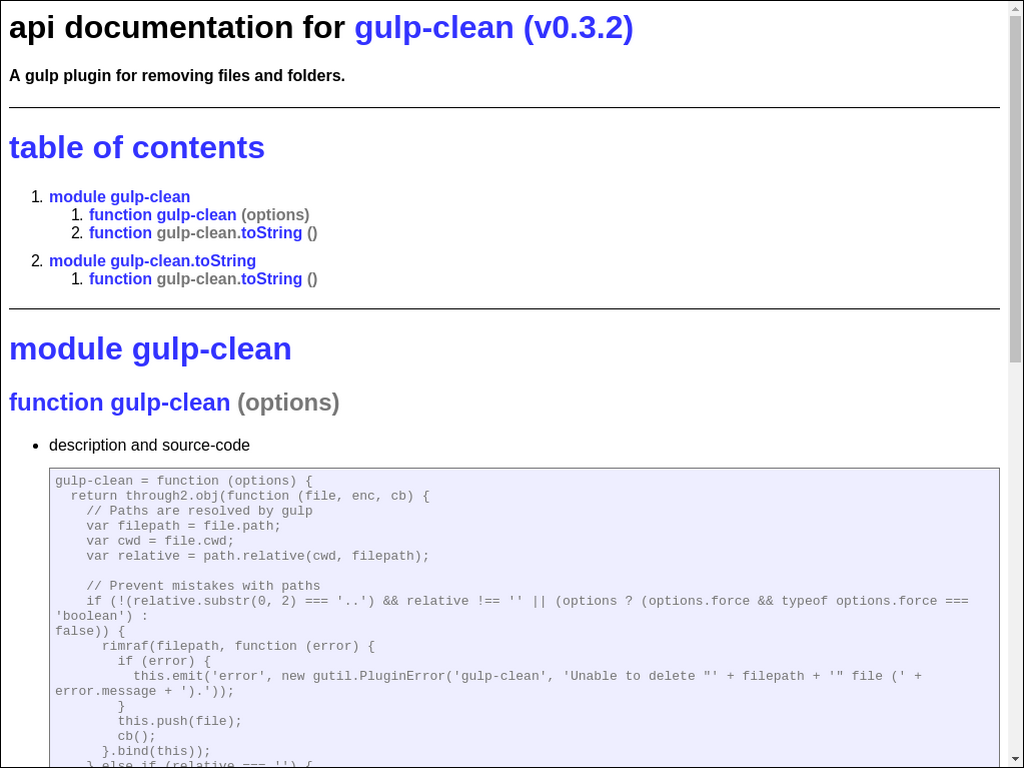 api documentation for gulp-clean (v0.3.2)
A gulp plugin for removing files and folders.
table of contents
1. module gulp-clean
1. function gulp-clean (options)
2. function gulp-clean.toString ()
2. module gulp-clean.toString
1. function gulp-clean.toString ()
module gulp-clean
function gulp-clean (options)
• description and source-code
gulp-clean = function (options) {
  return through2.obj(function (file, enc, cb) {
    // Paths are resolved by gulp
    var filepath = file.path;
    var cwd = file.cwd;
    var relative = path.relative(cwd, filepath);
    // Prevent mistakes with paths
    if (!(relative.substr(0, 2) === '..') && relative !== '' || (options ? (options.force && typeof options.force ===
'boolean') :
false)) {
      rimraf(filepath, function (error) {
        if (error) {
          this.emit('error', new gutil.PluginError('gulp-clean', 'Unable to delete "' + filepath + '" file (' +
error.message + ').'));
        }
        this.push(file);
        cb();
      }.bind(this));
    } else if (relative === '') {